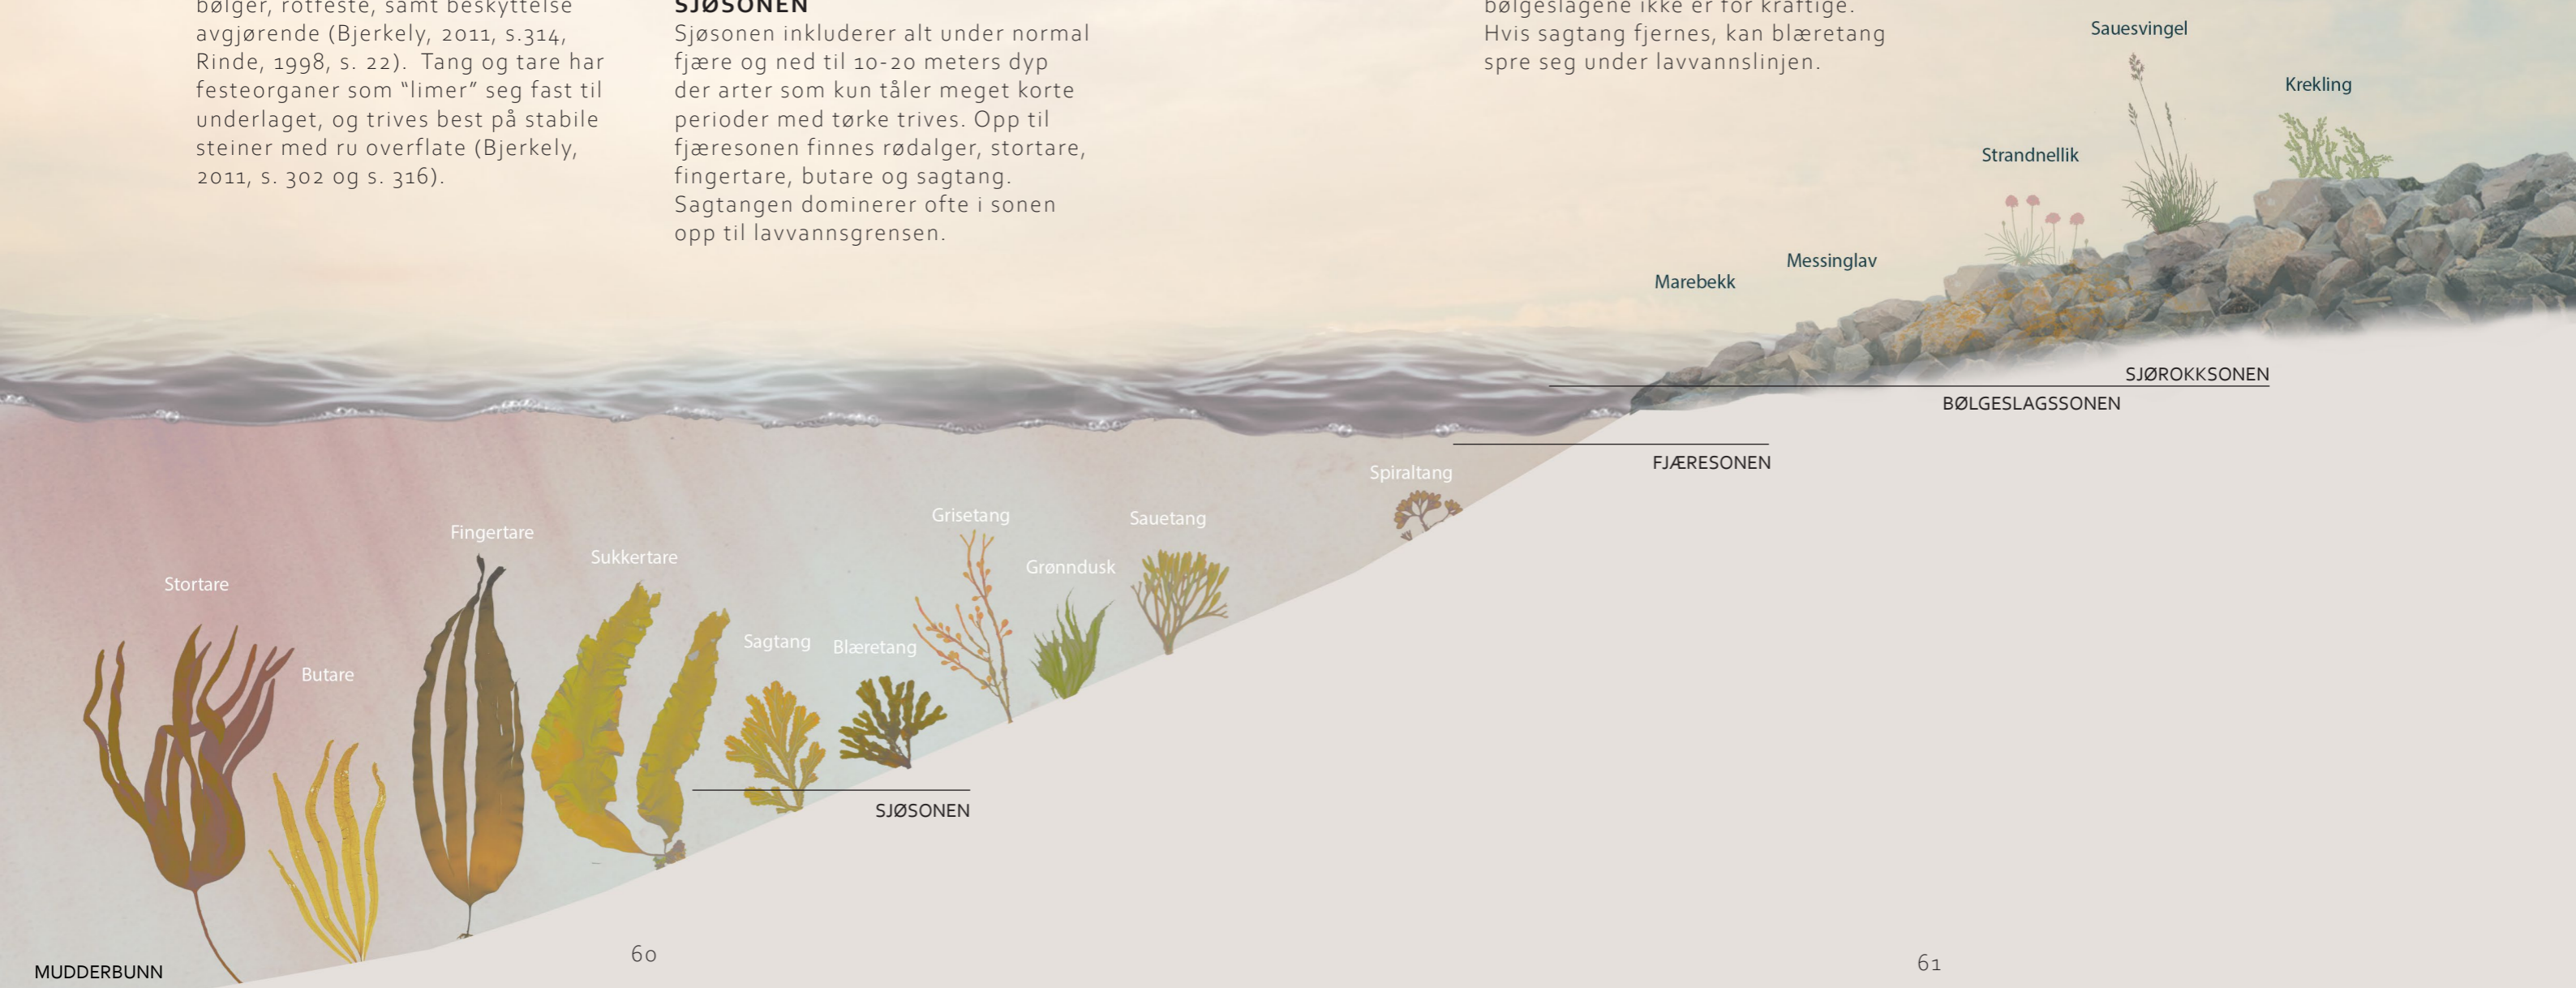 bølger, rotfeste, samt beskyttelse
avgjørende (Bjerkely, 2011, s.314,
Rinde, 1998, s. 22). Tang og tare har
festeorganer som “limer” seg fast til
underlaget, og trives best på stabile
steiner med ru overflate (Bjerkely,
2011, s. 302 og s. 316).
SJØSONEN
Sjøsonen inkluderer alt under normal
fjære og ned til 10-20 meters dyp
der arter som kun tåler meget korte
perioder med tørke trives. Opp til
fjæresonen finnes rødalger, stortare,
fingertare, butare og sagtang.
Sagtangen dominerer ofte i sonen
opp til lavvannsgrensen.
bølgeslagene ikke er for kraftige.
Hvis sagtang fjernes, kan blæretang
spre seg under lavvannslinjen.
Sauesvingel
Krekling
Strandnellik
Messinglav
Marebekk
SJØROKKSONEN
BØLGESLAGSSONEN
FJÆRESONEN
Spiraltang
Grisetang
Sauetang
Fingertare
Sukkertare
Grønndusk
Stortare
Sagtang
Blæretang
Butare
SJØSONEN
MUDDERBUNN
60
61